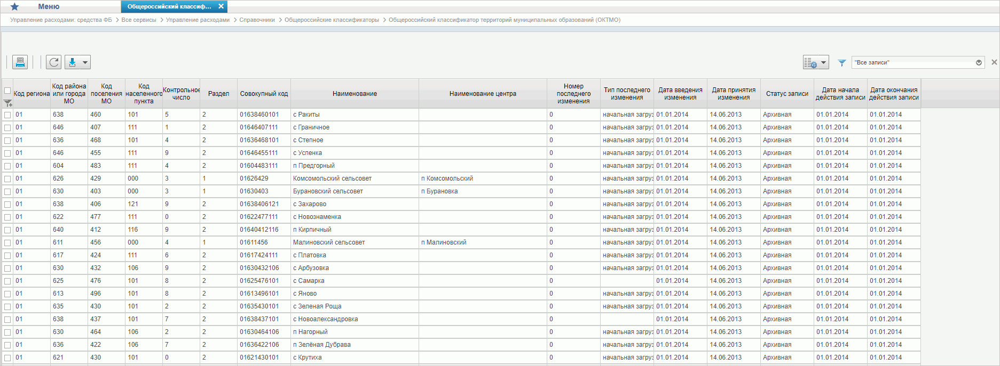 Меню Общероссийский классиф...
Управление расходами: средства ФБ > Все сервисы > Управление расходами > Справочники > Общероссийские классификаторы > Общероссийский классификатор территорий муниципальных образований (ОКТМО)
"Все записи"
Код региона Код района или города МО Код поселения МО Код населенного пункта Контрольное число Раздел Совокупный код Наименование Наименование центра Номер последнего изменения Тип последнего изменения Дата введения изменения Дата принятия изменения Статус записи Дата начала действия записи Дата окончания действия записи
01 638 460 101 5 2 01638460101 с Ракиты 0 начальная загруз 01.01.2014 14.06.2013 Архивная 01.01.2014 01.01.2014
01 646 407 111 1 2 01646407111 с Граничное 0 начальная загруз 01.01.2014 14.06.2013 Архивная 01.01.2014 01.01.2014
01 636 468 101 4 2 01636468101 с Степное 0 начальная загруз 01.01.2014 14.06.2013 Архивная 01.01.2014 01.01.2014
01 646 455 111 9 2 01646455111 с Успенка 0 начальная загруз 01.01.2014 14.06.2013 Архивная 01.01.2014 01.01.2014
01 604 483 111 4 2 01604483111 п Предгорный 0 начальная загруз 01.01.2014 14.06.2013 Архивная 01.01.2014 01.01.2014
01 626 429 000 3 1 01626429 Комсомольский сельсовет п Комсомольский 0 начальная загруз 01.01.2014 14.06.2013 Архивная 01.01.2014 01.01.2014
01 630 403 000 3 1 01630403 Бурановский сельсовет п Бурановка 0 начальная загруз 01.01.2014 14.06.2013 Архивная 01.01.2014 01.01.2014
01 638 406 121 9 2 01638406121 с Захарово 0 начальная загруз 01.01.2014 14.06.2013 Архивная 01.01.2014 01.01.2014
01 622 477 111 0 2 01622477111 с Новознаменка 0 начальная загруз 01.01.2014 14.06.2013 Архивная 01.01.2014 01.01.2014
01 640 412 116 9 2 01640412116 п Кирпичный 0 начальная загруз 01.01.2014 14.06.2013 Архивная 01.01.2014 01.01.2014
01 611 456 000 4 1 01611456 Малиновский сельсовет п Малиновский 0 начальная загруз 01.01.2014 14.06.2013 Архивная 01.01.2014 01.01.2014
01 617 424 111 6 2 01617424111 с Платовка 0 начальная загруз 01.01.2014 14.06.2013 Архивная 01.01.2014 01.01.2014
01 630 432 106 9 2 01630432106 с Арбузовка 0 начальная загруз 01.01.2014 14.06.2013 Архивная 01.01.2014 01.01.2014
01 625 476 101 8 2 01625476101 с Самарка 0 01.01.2014 14.06.2013 Архивная 01.01.2014 01.01.2014
01 613 496 101 8 2 01613496101 с Яново 0 начальная загруз 01.01.2014 14.06.2013 Архивная 01.01.2014 01.01.2014
01 635 430 101 2 2 01635430101 с Зеленая Роща 0 начальная загруз 01.01.2014 14.06.2013 Архивная 01.01.2014 01.01.2014
01 638 437 101 7 2 01638437101 с Новоалександровка 0 01.01.2014 14.06.2013 Архивная 01.01.2014 01.01.2014
01 630 464 106 2 2 01630464106 п Нагорный 0 начальная загруз 01.01.2014 14.06.2013 Архивная 01.01.2014 01.01.2014
01 636 422 106 7 2 01636422106 п Зелёная Дубрава 0 начальная загруз 01.01.2014 14.06.2013 Архивная 01.01.2014 01.01.2014
01 621 430 101 0 2 01621430101 с Крутиха 0 начальная загруз 01.01.2014 14.06.2013 Архивная 01.01.2014 01.01.2014